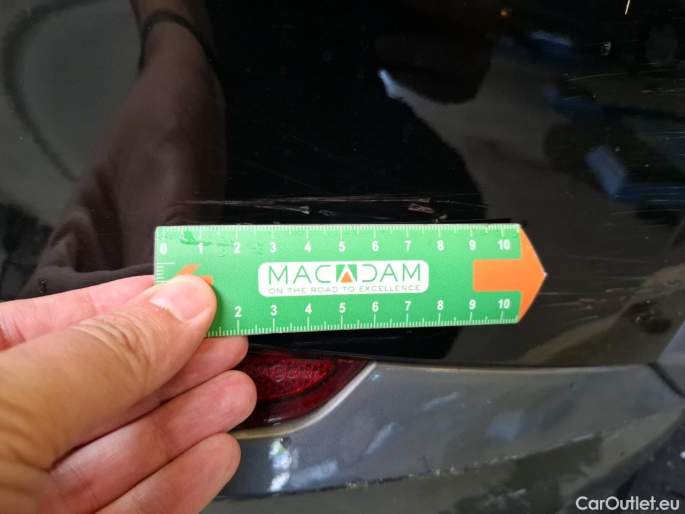 0 1 2 3 4 5 6 7 8 9 10
MACADAM
ON THE ROAD TO EXCELLENCE
2 3 4 5 6 7 8 9 10
CarOutlet.eu